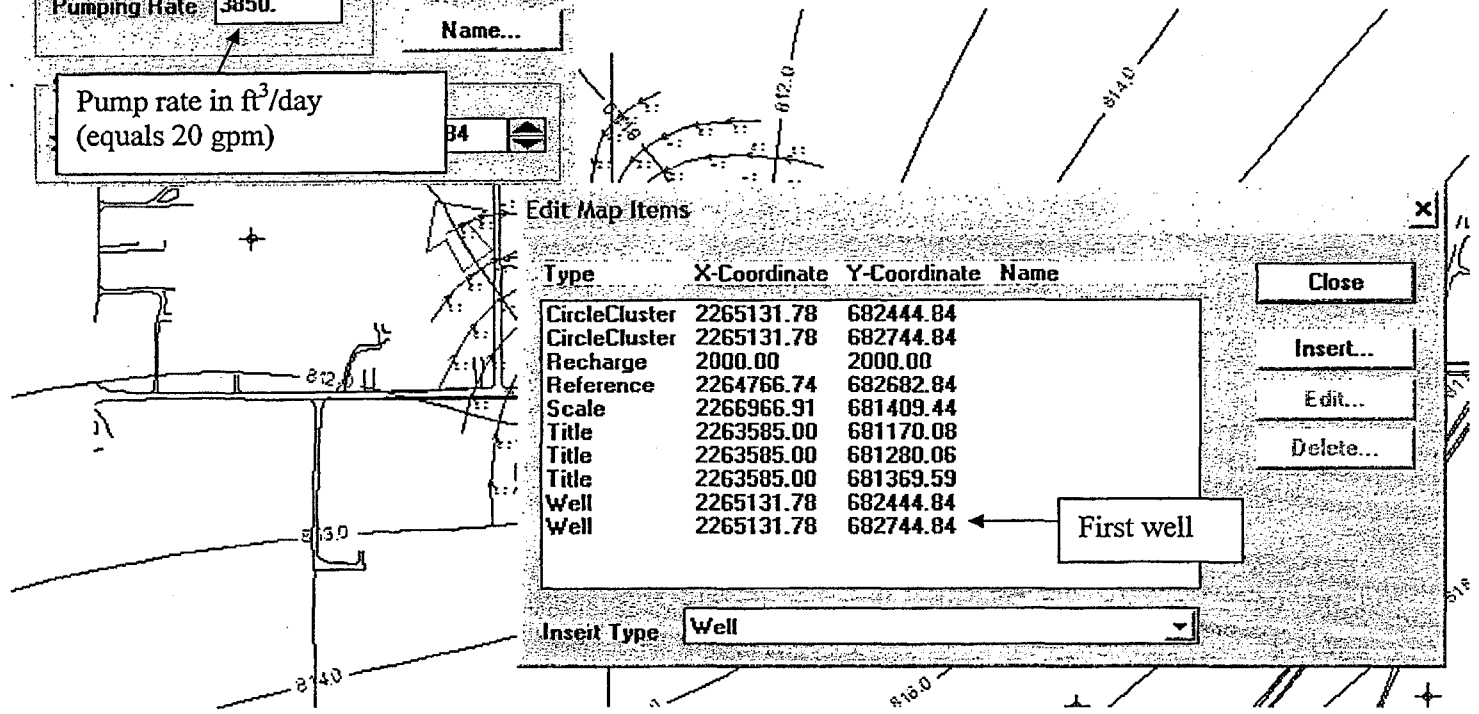 Pumping Rate 3850.
Name...
Pump rate in ft³/day
(equals 20 gpm)
84
812.0
814.0
Edit Map Items
Type X-Coordinate Y-Coordinate Name
CircleCluster 2265131.78 682444.84
CircleCluster 2265131.78 682744.84
Recharge 2000.00 2000.00
Reference 2264766.74 682682.84
Scale 2266966.91 681409.44
Title 2263585.00 681170.08
Title 2263585.00 681280.06
Title 2263585.00 681369.59
Well 2265131.78 682444.84
Well 2265131.78 682744.84
First well
Close
Insert...
Edit...
Delete...
Insert Type Well
812.0
813.0
814.0
816.0